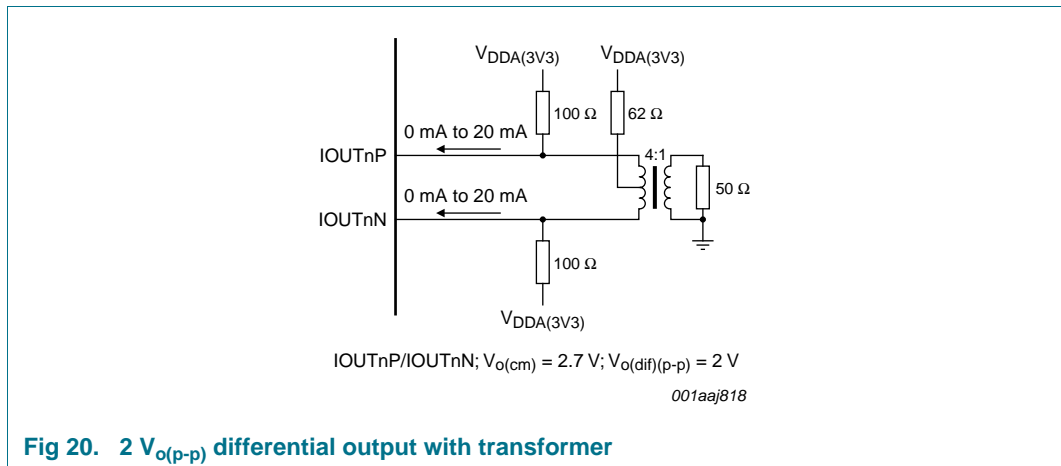 VDDA(3V3) VDDA(3V3)
100 Ω 62 Ω
0 mA to 20 mA
IOUTnP 4:1
0 mA to 20 mA 50 Ω
IOUTnN
100 Ω
VDDA(3V3)
IOUTnP/IOUTnN; Vo(cm) = 2.7 V; Vo(dif)(p-p) = 2 V
001aaj818
Fig 20. 2 Vo(p-p) differential output with transformer